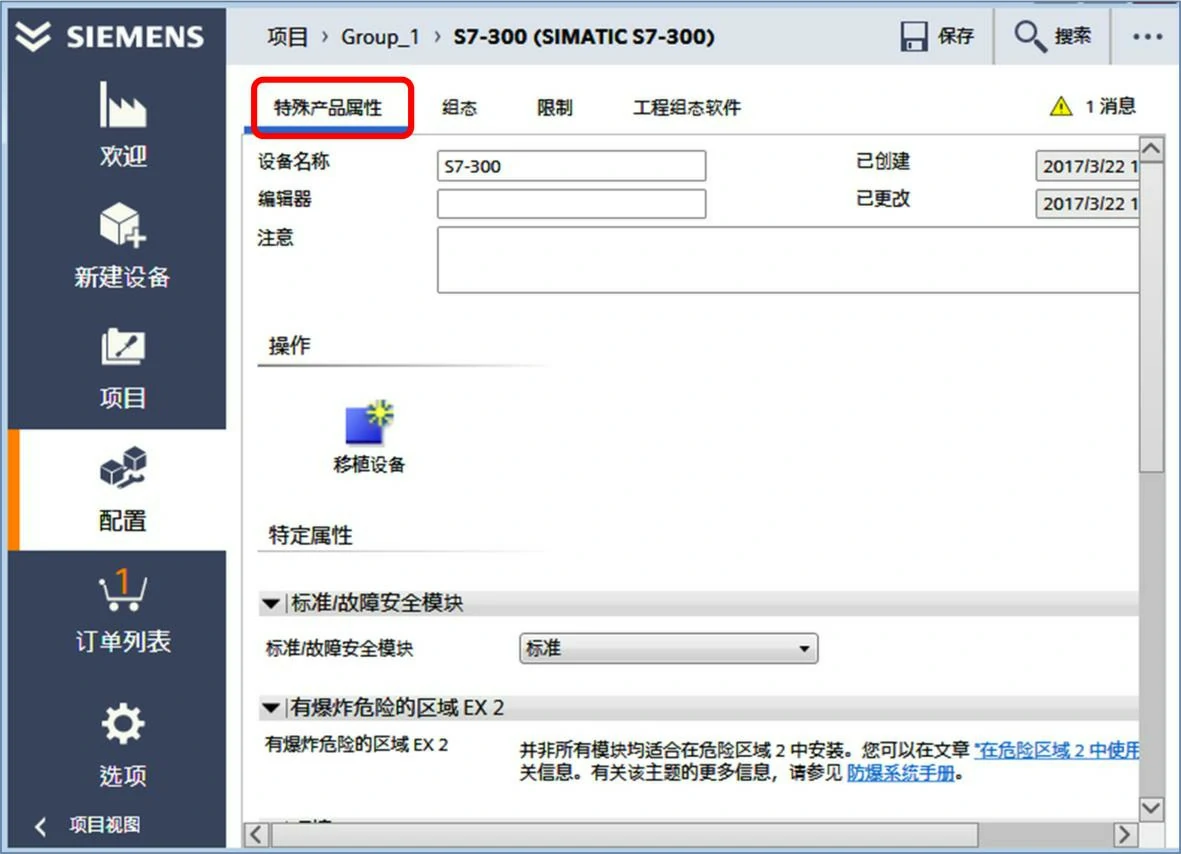 SIEMENS
项目 › Group_1 › S7-300 (SIMATIC S7-300)
保存
搜索
欢迎
新建设备
项目
配置
1
订单列表
选项
项目视图
特殊产品属性
组态
限制
工程组态软件
1 消息
设备名称
S7-300
已创建
2017/3/22 1
编辑器
已更改
2017/3/22 1
注意
操作
移植设备
特定属性
标准/故障安全模块
标准/故障安全模块
标准
有爆炸危险的区域 EX 2
有爆炸危险的区域 EX 2
并非所有模块均适合在危险区域 2 中安装。您可以在文章 "在危险区域 2 中使用
关信息。有关该主题的更多信息，请参见 防爆系统手册。